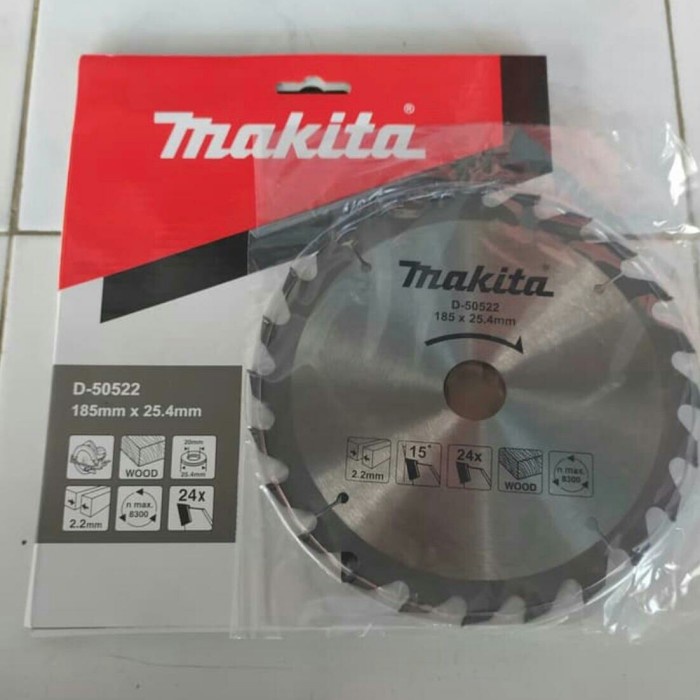 makita®
D-50522
185mm x 25.4mm
WOOD
20mm
25.4mm
2.2mm
n max.
8300
24x
makita
D-50522
185 x 25.4mm
2.2mm
15°
24x
WOOD
n max.
8300